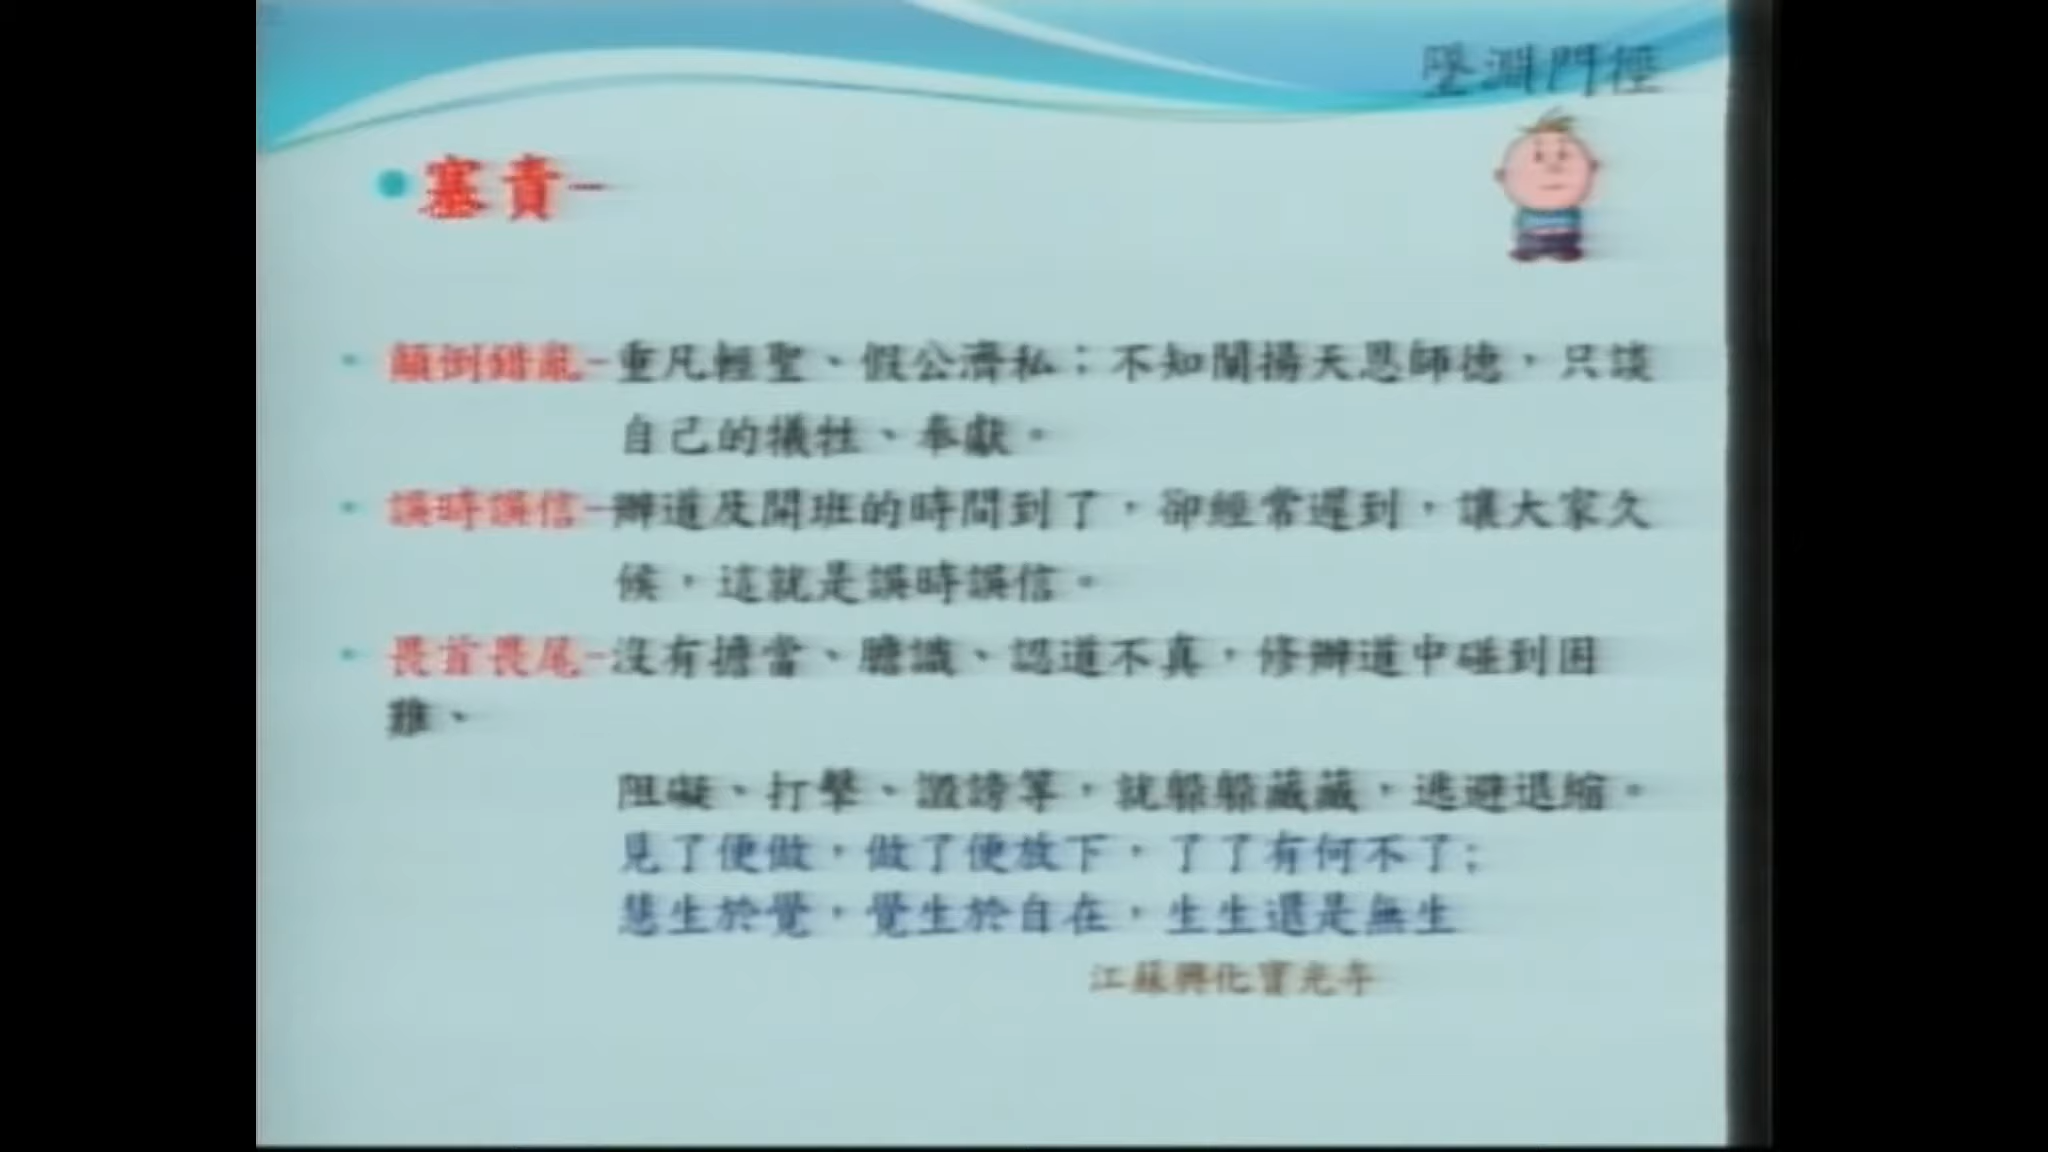 墜淵門徑
塞責-
顛倒錯亂-重凡輕聖、假公濟私；不知闡揚天恩師德，只談
自己的犧牲、奉獻。
誤時誤信-辦道及開班的時間到了，卻經常遲到，讓大家久
候，這就是誤時誤信。
畏首畏尾-沒有擔當、膽識、認道不真，修辦道中碰到困
難、
阻礙、打擊、譭謗等，就躲躲藏藏，逃避退縮。
見了便做，做了便放下，了了有何不了;
慧生於覺，覺生於自在，生生還是無生
江蘇興化寶光寺